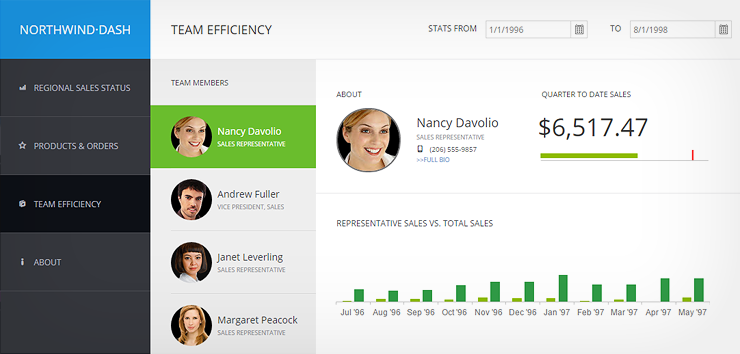 NORTHWIND·DASH
TEAM EFFICIENCY
STATS FROM 1/1/1996 TO 8/1/1998
REGIONAL SALES STATUS
PRODUCTS & ORDERS
TEAM EFFICIENCY
ABOUT
TEAM MEMBERS
Nancy Davolio
SALES REPRESENTATIVE
Andrew Fuller
VICE PRESIDENT, SALES
Janet Leverling
SALES REPRESENTATIVE
Margaret Peacock
SALES REPRESENTATIVE
ABOUT
Nancy Davolio
SALES REPRESENTATIVE
(206) 555-9857
>>FULL BIO
QUARTER TO DATE SALES
$6,517.47
REPRESENTATIVE SALES VS. TOTAL SALES
Jul '96 Aug '96 Sep '96 Oct '96 Nov '96 Dec '96 Jan '97 Feb '97 Mar '97 Apr '97 May '97